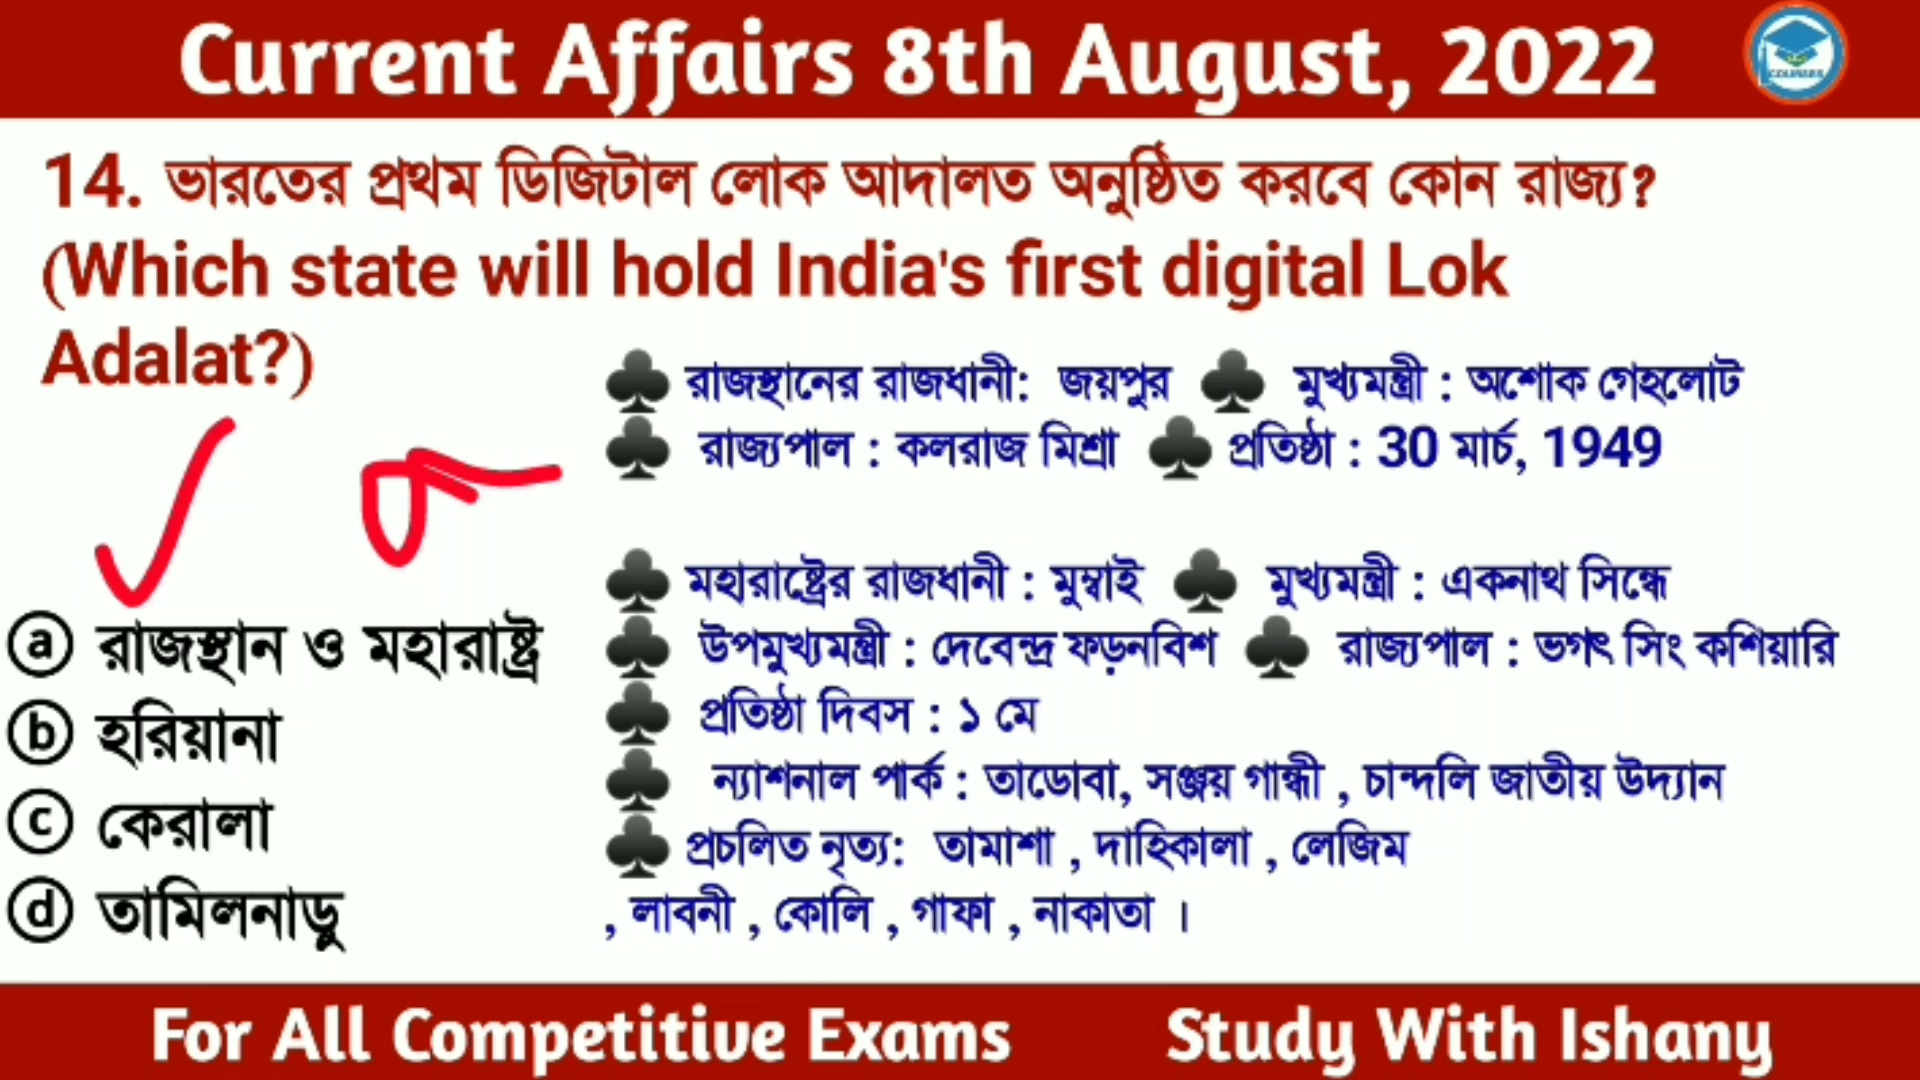 Current Affairs 8th August, 2022
COURSES
14. ভারতের প্রথম ডিজিটাল লোক আদালত অনুষ্ঠিত করবে কোন রাজ্য?
(Which state will hold India's first digital Lok
Adalat?)
♣ রাজস্থানের রাজধানী: জয়পুর ♣ মুখ্যমন্ত্রী : অশোক গেহলোট
♣ রাজ্যপাল : কলরাজ মিশ্রা ♣ প্রতিষ্ঠা : 30 মার্চ, 1949
♣ মহারাষ্ট্রের রাজধানী : মুম্বাই ♣ মুখ্যমন্ত্রী : একনাথ সিন্ধে
♣ উপমুখ্যমন্ত্রী : দেবেন্দ্র ফড়নবিশ ♣ রাজ্যপাল : ভগৎ সিং কশিয়ারি
♣ প্রতিষ্ঠা দিবস : ১ মে
♣ ন্যাশনাল পার্ক : তাডোবা, সঞ্জয় গান্ধী , চান্দলি জাতীয় উদ্যান
♣ প্রচলিত নৃত্য: তামাশা , দাহিকালা , লেজিম
, লাবনী , কোলি , গাফা , নাকাতা ।
ⓐ রাজস্থান ও মহারাষ্ট্র
ⓑ হরিয়ানা
ⓒ কেরালা
ⓓ তামিলনাড়ু
For All Competitive Exams Study With Ishany